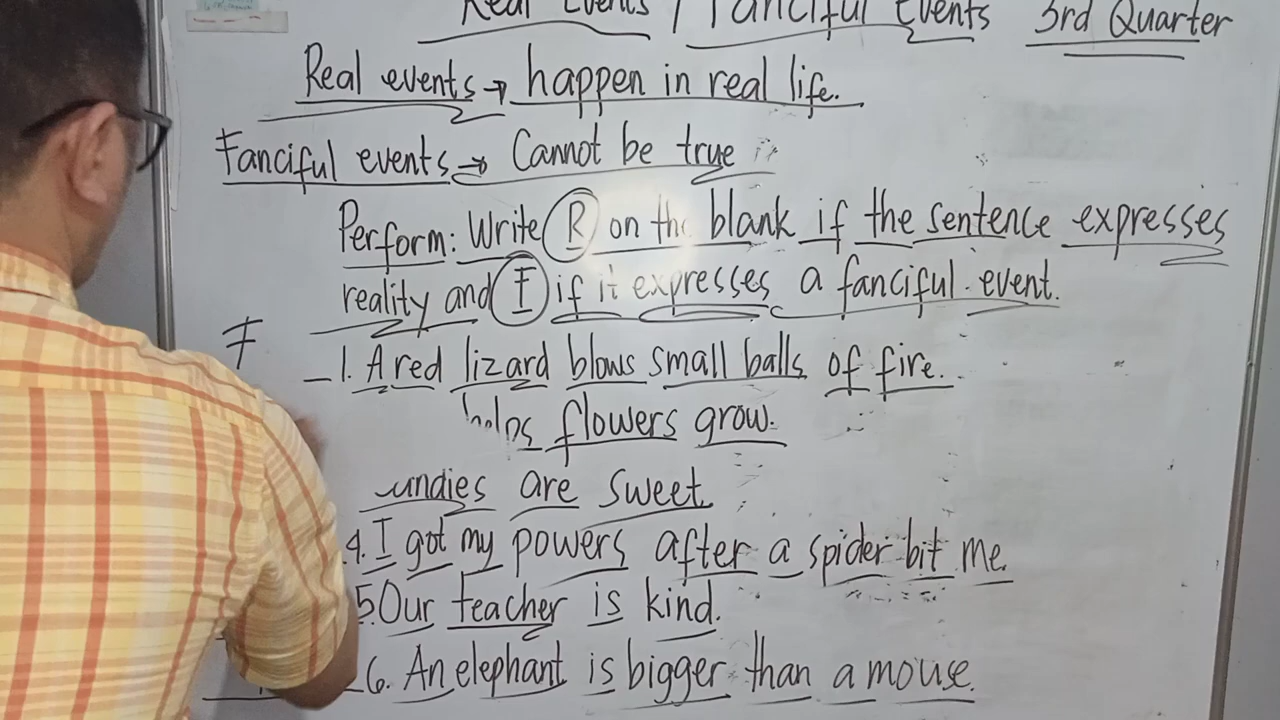 Real Events / Fanciful Events 3rd Quarter
Real events → happen in real life.
Fanciful events → Cannot be true
Perform: Write R on the blank if the sentence expresses
reality and F if it expresses a fanciful event.
F
_1. A red lizard blows small balls of fire.
helps flowers grow.
are sweet.
4. I got my powers after a spider bit me.
5. Our teacher is kind.
_6. An elephant is bigger than a mouse.